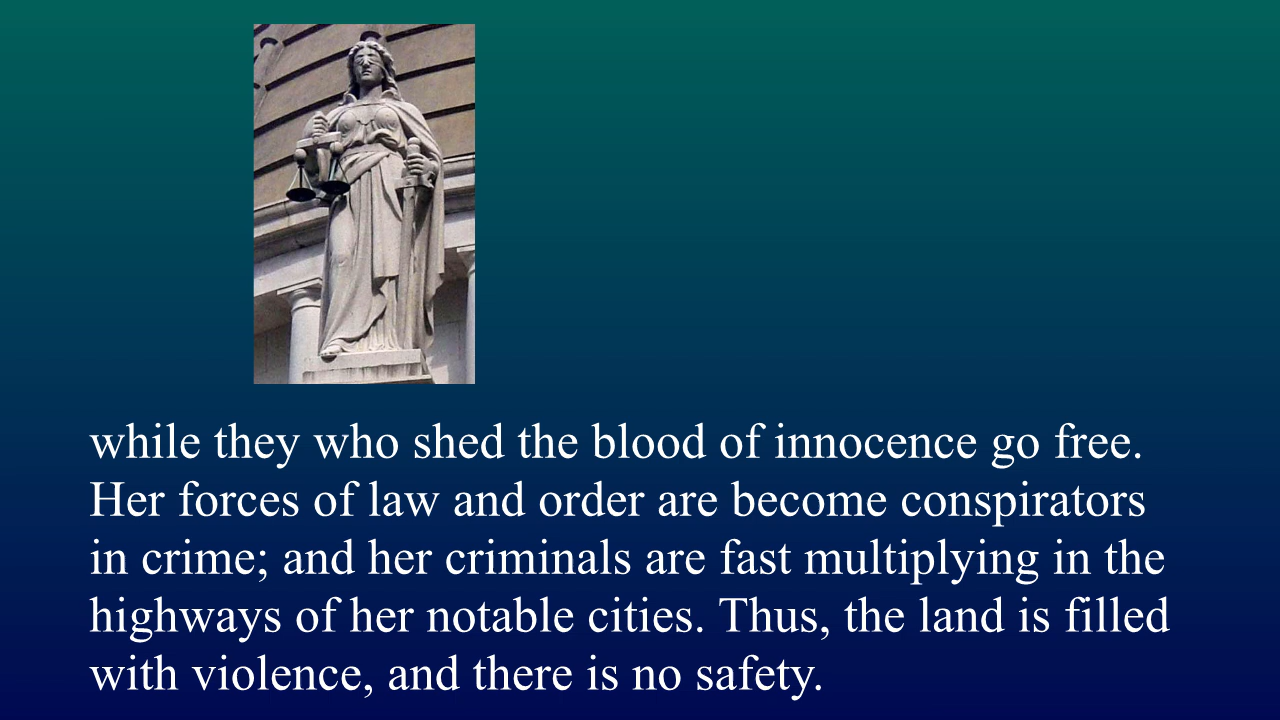 while they who shed the blood of innocence go free.
Her forces of law and order are become conspirators
in crime; and her criminals are fast multiplying in the
highways of her notable cities. Thus, the land is filled
with violence, and there is no safety.